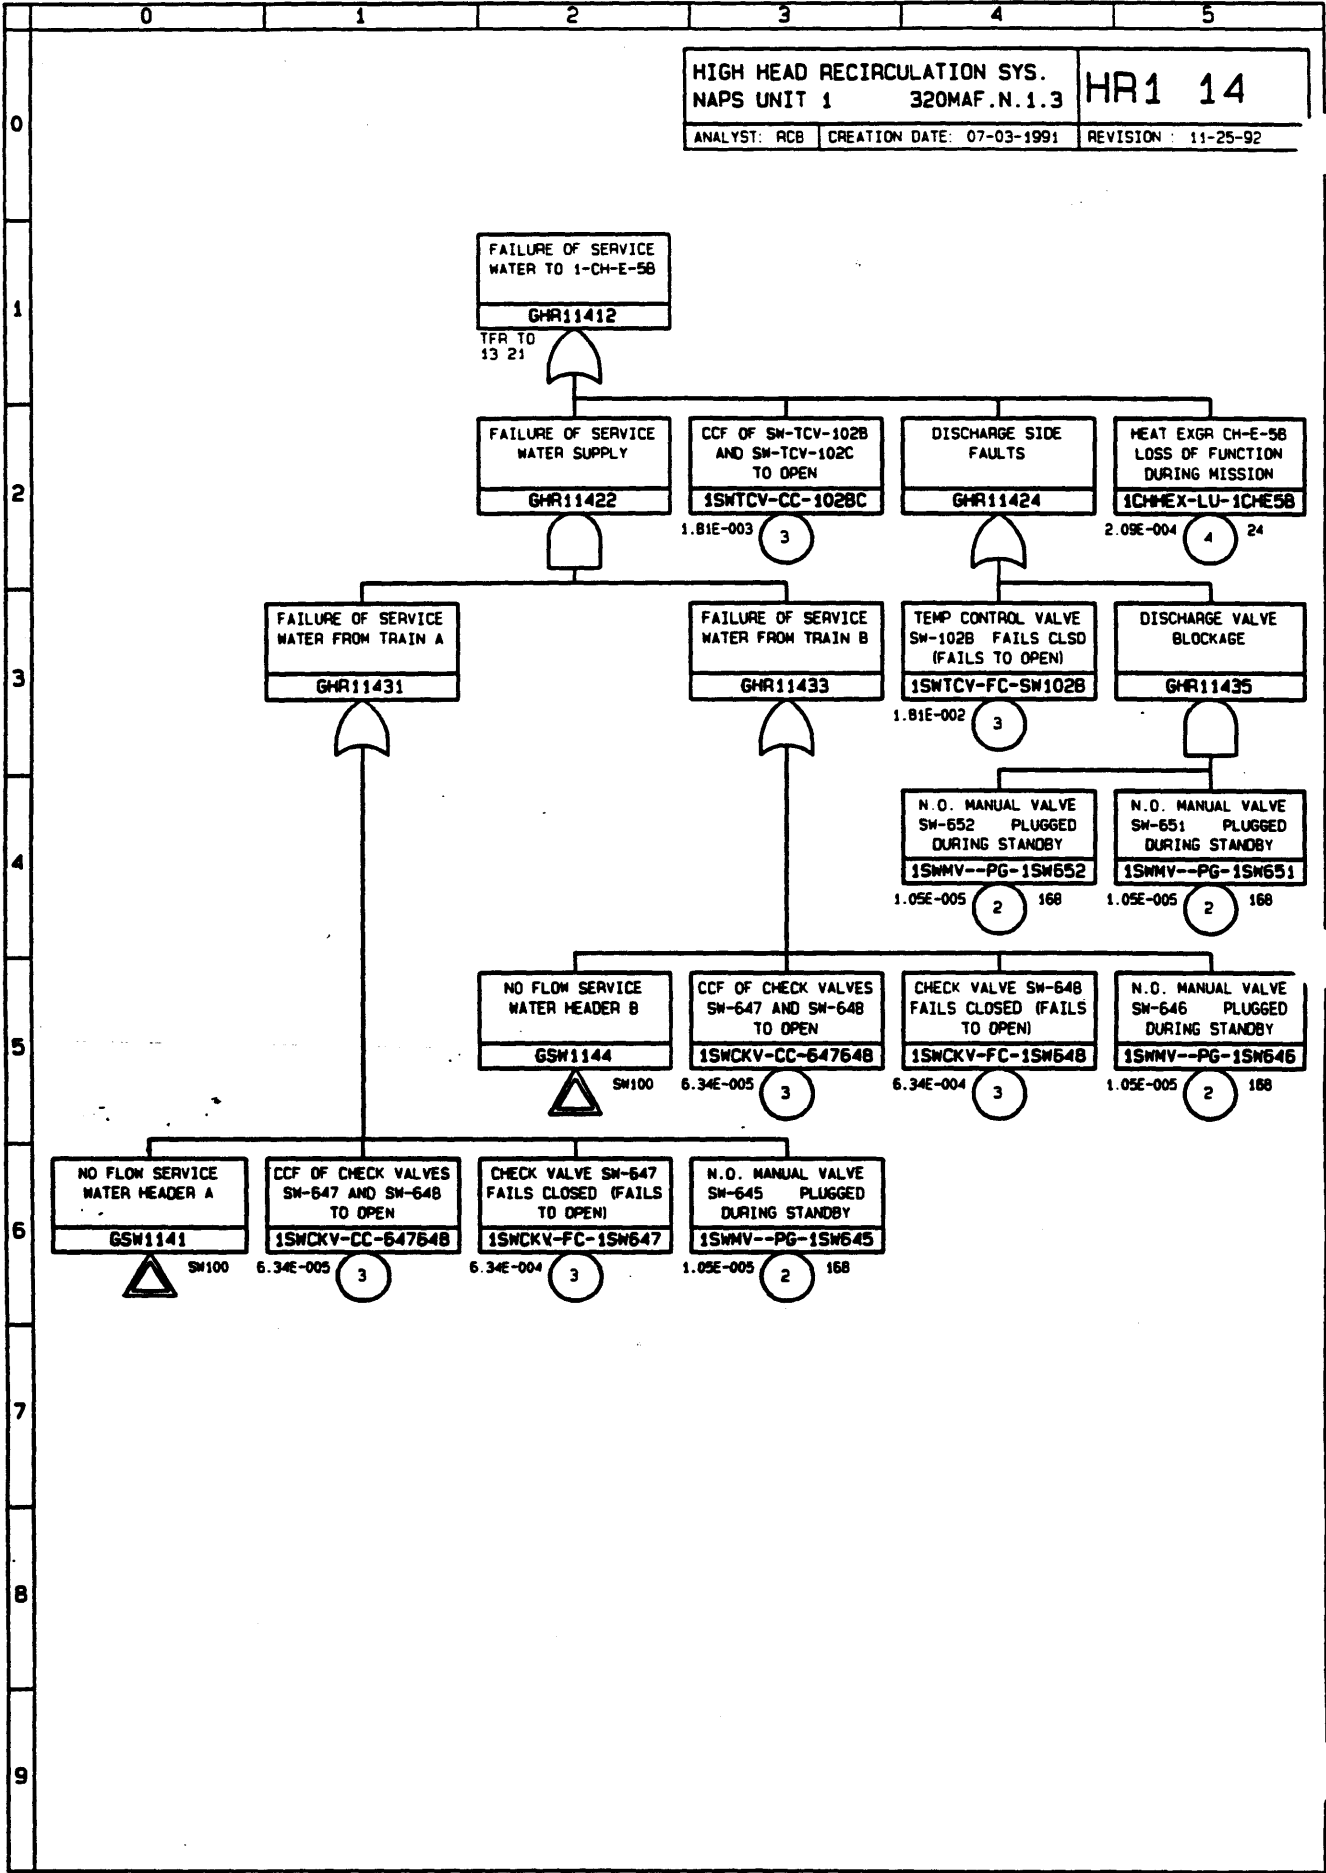 0 1 2 3 4 5
HIGH HEAD RECIRCULATION SYS.
NAPS UNIT 1 320MAF.N.1.3
HR1 14
ANALYST: RCB CREATION DATE: 07-03-1991 REVISION : 11-25-92
0
FAILURE OF SERVICE
WATER TO 1-CH-E-5B
GHR11412
TFR TO
13 21
1
FAILURE OF SERVICE
WATER SUPPLY
GHR11422
CCF OF SW-TCV-102B
AND SW-TCV-102C
TO OPEN
1SWTCV-CC-102BC
1.81E-003 3
DISCHARGE SIDE
FAULTS
GHR11424
HEAT EXGR CH-E-5B
LOSS OF FUNCTION
DURING MISSION
1CHHEX-LU-1CHE5B
2.09E-004 4 24
2
FAILURE OF SERVICE
WATER FROM TRAIN A
GHR11431
FAILURE OF SERVICE
WATER FROM TRAIN B
GHR11433
TEMP CONTROL VALVE
SW-102B FAILS CLSD
(FAILS TO OPEN)
1SWTCV-FC-SW102B
1.81E-002 3
DISCHARGE VALVE
BLOCKAGE
GHR11435
3
N.O. MANUAL VALVE
SW-652 PLUGGED
DURING STANDBY
1SWMV--PG-1SW652
1.05E-005 2 168
N.O. MANUAL VALVE
SW-651 PLUGGED
DURING STANDBY
1SWMV--PG-1SW651
1.05E-005 2 168
4
NO FLOW SERVICE
WATER HEADER B
GSW1144
SW100
CCF OF CHECK VALVES
SW-647 AND SW-648
TO OPEN
1SWCKV-CC-647648
6.34E-005 3
CHECK VALVE SW-648
FAILS CLOSED (FAILS
TO OPEN)
1SWCKV-FC-1SW648
6.34E-004 3
N.O. MANUAL VALVE
SW-646 PLUGGED
DURING STANDBY
1SWMV--PG-1SW646
1.05E-005 2 168
5
NO FLOW SERVICE
WATER HEADER A
GSW1141
SW100
CCF OF CHECK VALVES
SW-647 AND SW-648
TO OPEN
1SWCKV-CC-647648
6.34E-005 3
CHECK VALVE SW-647
FAILS CLOSED (FAILS
TO OPEN)
1SWCKV-FC-1SW647
6.34E-004 3
N.O. MANUAL VALVE
SW-645 PLUGGED
DURING STANDBY
1SWMV--PG-1SW645
1.05E-005 2 168
6
7
8
9